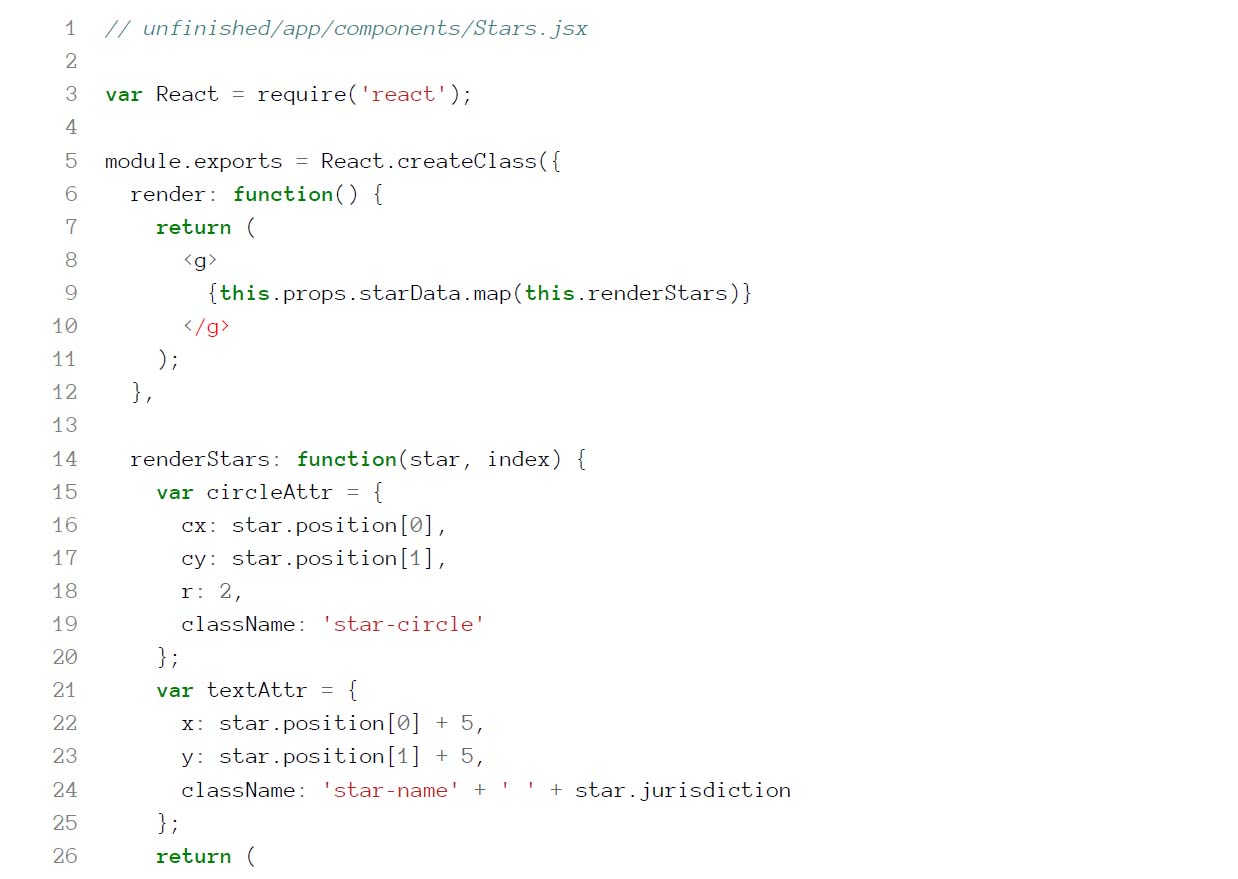 1 // unfinished/app/components/Stars.jsx
2
3 var React = require('react');
4
5 module.exports = React.createClass({
6   render: function() {
7     return (
8       <g>
9         {this.props.starData.map(this.renderStars)}
10       </g>
11     );
12   },
13
14   renderStars: function(star, index) {
15     var circleAttr = {
16       cx: star.position[0],
17       cy: star.position[1],
18       r: 2,
19       className: 'star-circle'
20     };
21     var textAttr = {
22       x: star.position[0] + 5,
23       y: star.position[1] + 5,
24       className: 'star-name' + ' ' + star.jurisdiction
25     };
26     return (